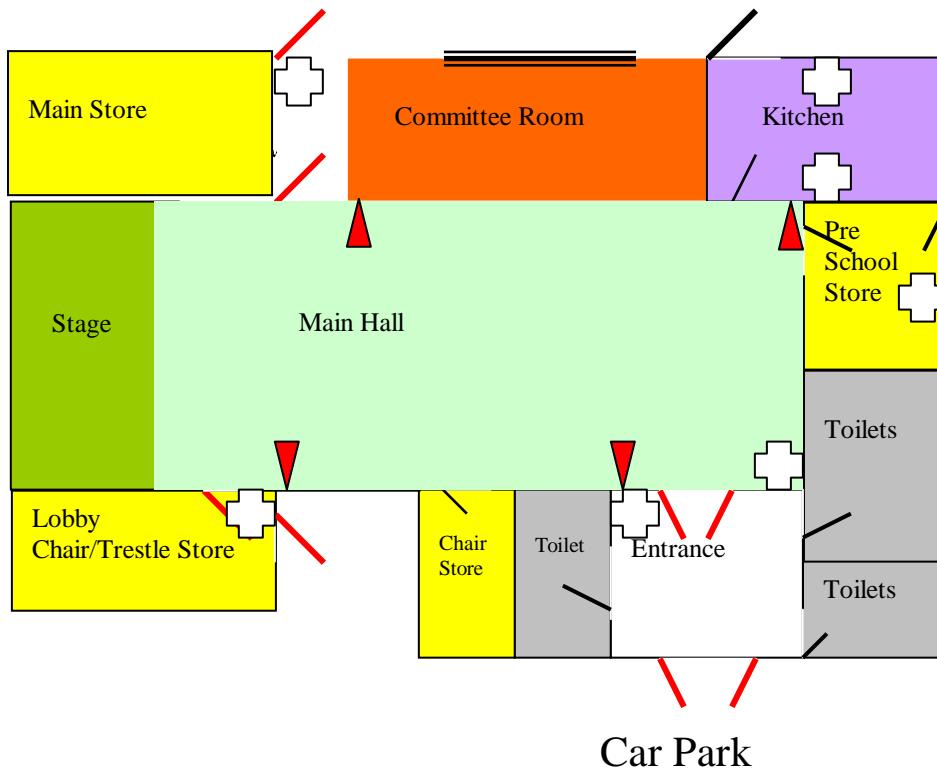 Main Store
Committee Room
Kitchen
Pre
School
Store
Stage
Main Hall
Toilets
Lobby
Chair/Trestle Store
Chair
Store
Toilet
Entrance
Toilets
Car Park